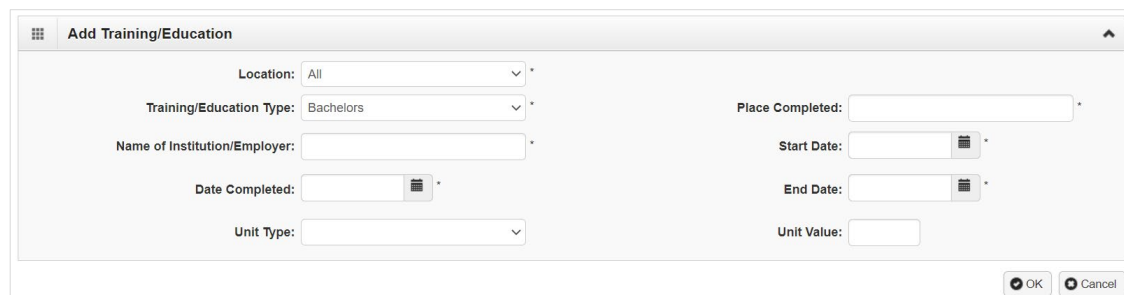 Add Training/Education
Location: All *
Training/Education Type: Bachelors * Place Completed: *
Name of Institution/Employer: * Start Date: *
Date Completed: * End Date: *
Unit Type: Unit Value:
OK Cancel